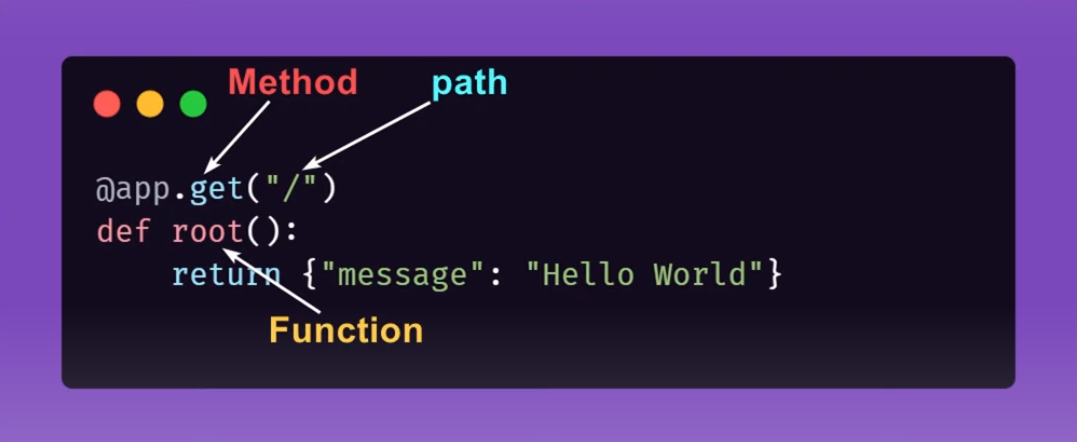 Method path
@app.get("/")
def root():
    return {"message": "Hello World"}
Function